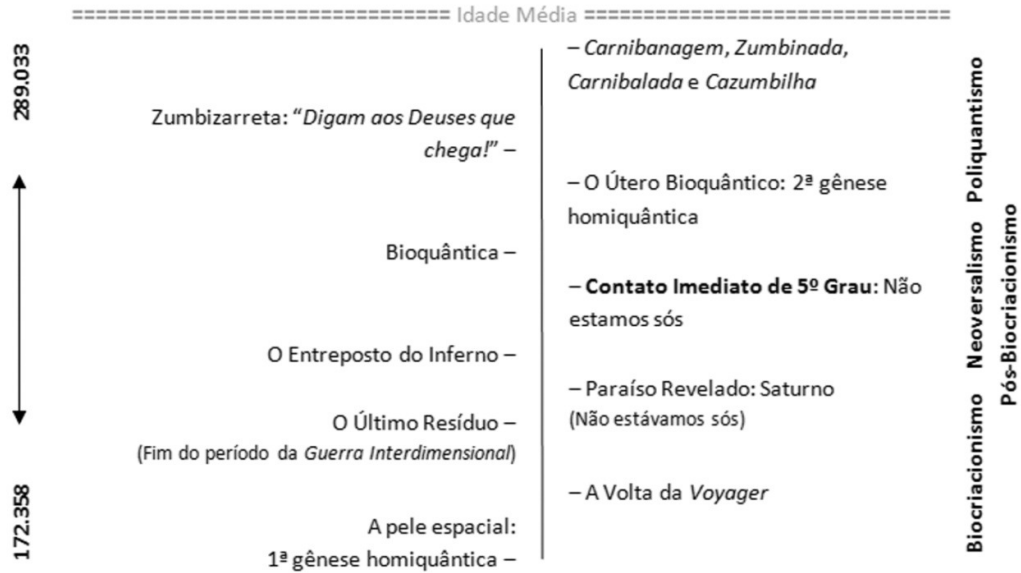 ============================== Idade Média =============================
289.033
– Carnibanagem, Zumbinada,
Carnibalada e Cazumbilha
Zumbizarreta: “Digam aos Deuses que
chega!” –
– O Útero Bioquântico: 2ª gênese
homiquântica
Bioquântica –
– Contato Imediato de 5º Grau: Não
estamos sós
O Entreposto do Inferno –
– Paraíso Revelado: Saturno
(Não estávamos sós)
O Último Resíduo –
(Fim do período da Guerra Interdimensional)
– A Volta da Voyager
A pele espacial:
1ª gênese homiquântica –
172.358
Biocriacionismo Neoversalismo Poliquantismo
Pós-Biocriacionismo